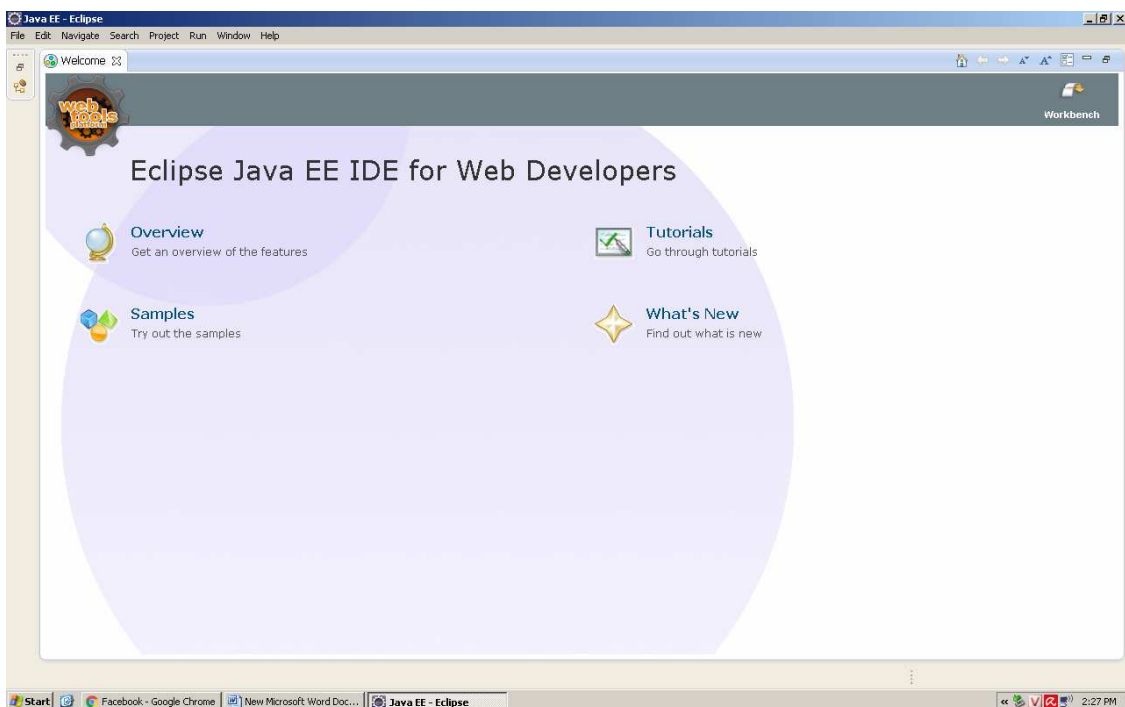 Java EE - Eclipse
File Edit Navigate Search Project Run Window Help
Welcome
web tools platform
Workbench
Eclipse Java EE IDE for Web Developers
Overview
Get an overview of the features
Tutorials
Go through tutorials
Samples
Try out the samples
What's New
Find out what is new
Start Facebook - Google Chrome New Microsoft Word Doc... Java EE - Eclipse 2:27 PM